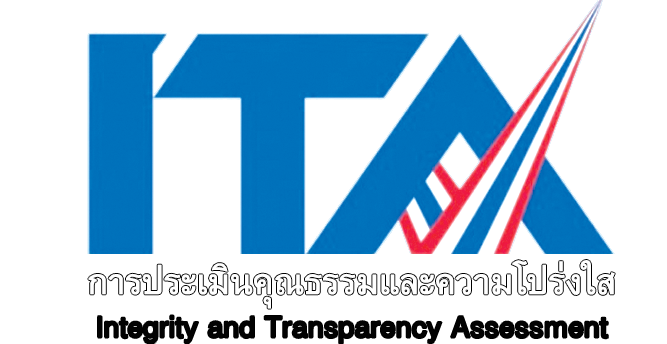 ITA
การประเมินคุณธรรมและความโปร่งใส
Integrity and Transparency Assessment